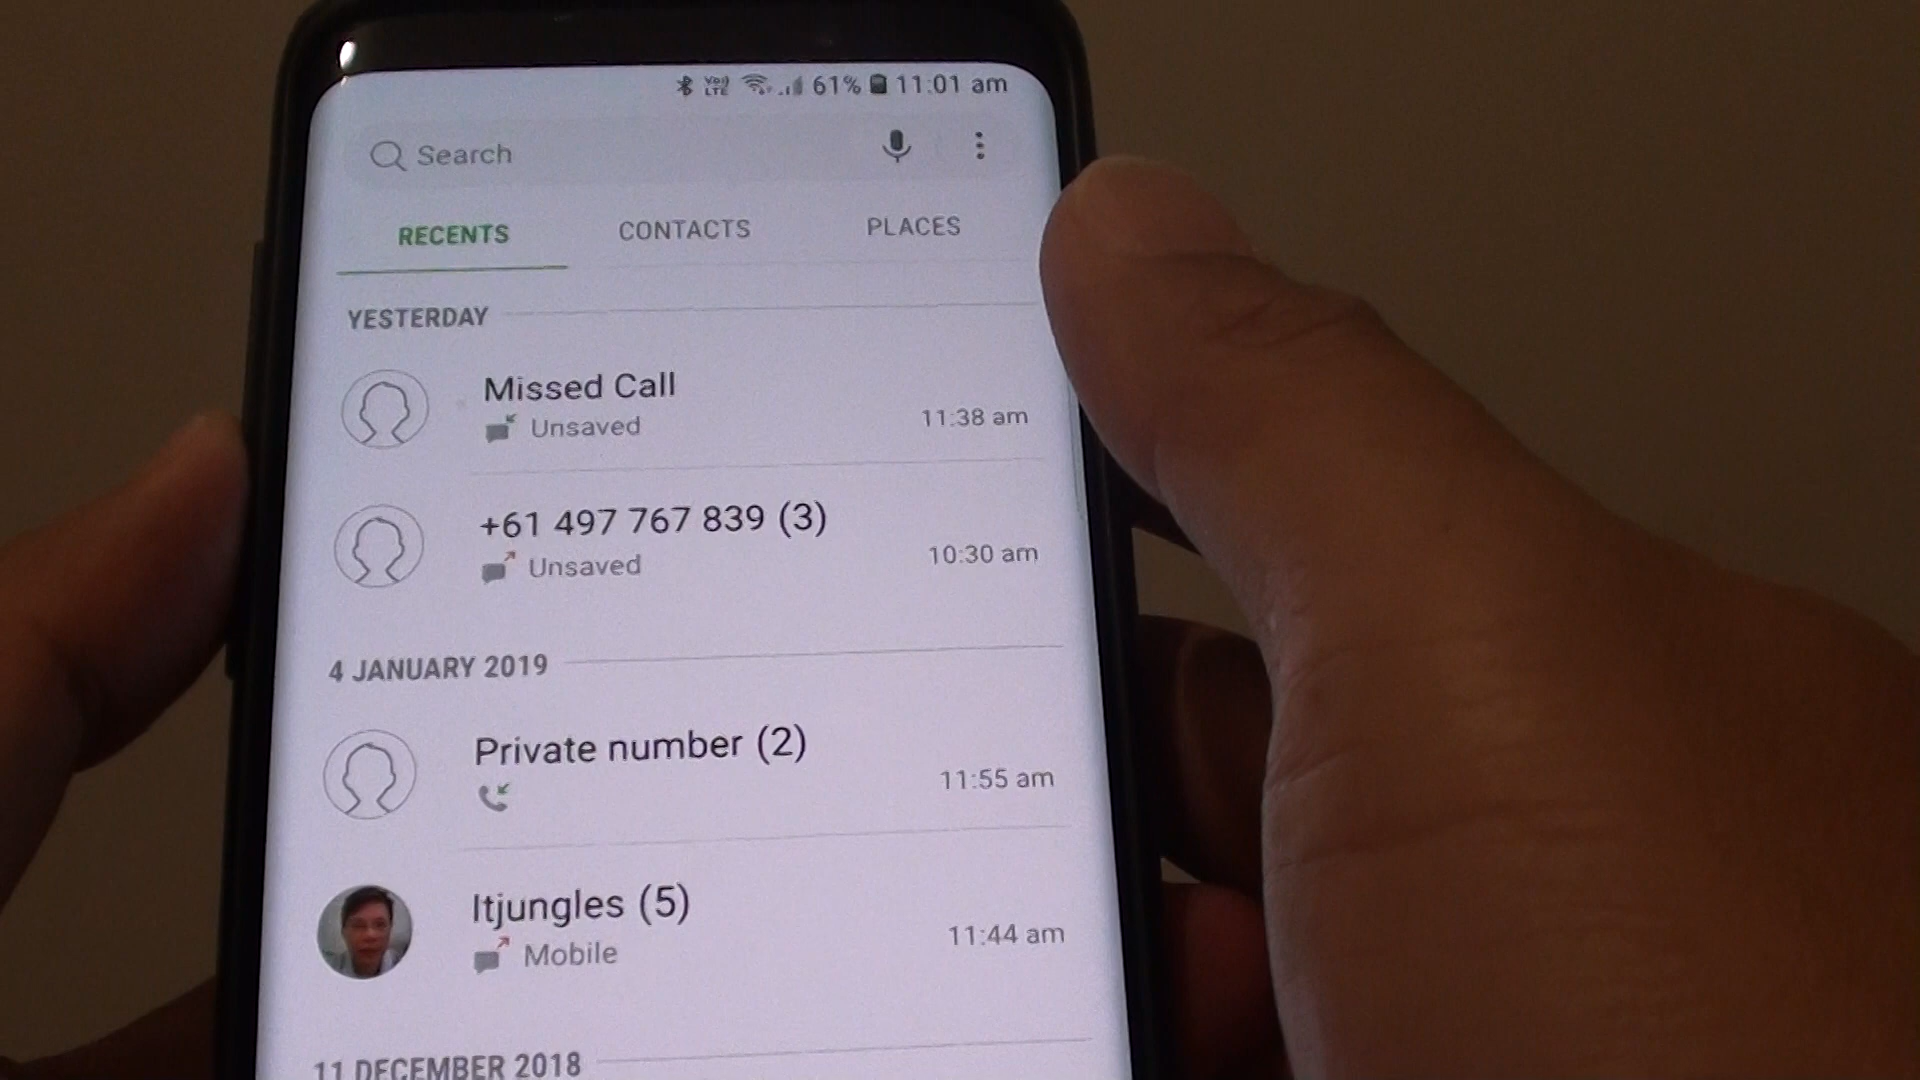 VoLTE 61% 11:01 am
Search
RECENTS CONTACTS PLACES
YESTERDAY
Missed Call
Unsaved 11:38 am
+61 497 767 839 (3)
Unsaved 10:30 am
4 JANUARY 2019
Private number (2)
11:55 am
Itjungles (5)
Mobile 11:44 am
11 DECEMBER 2018